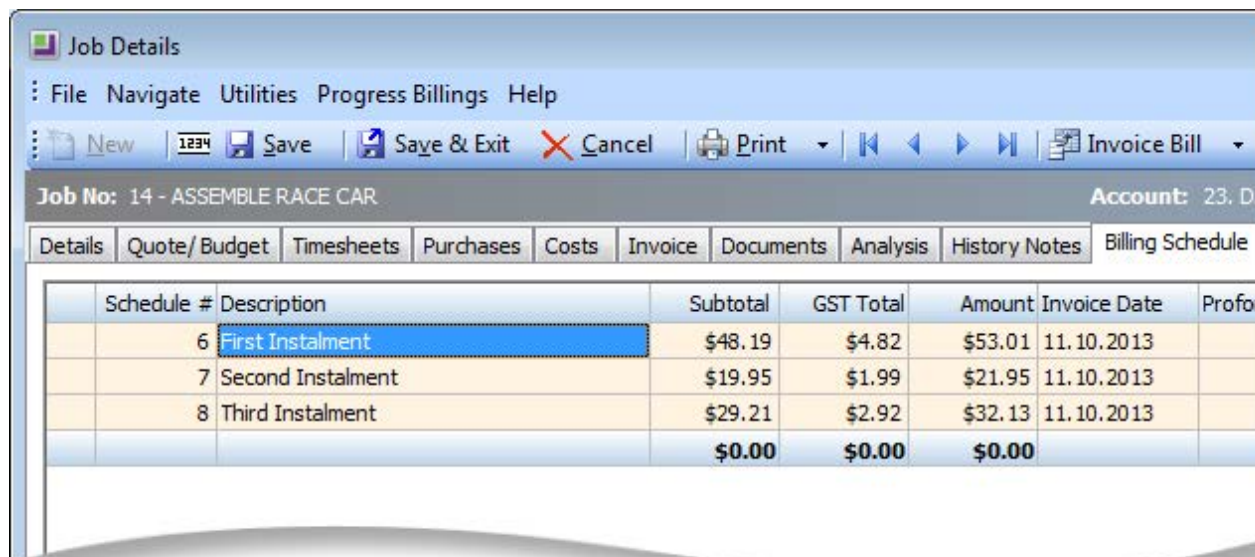 Job Details
File Navigate Utilities Progress Billings Help
New 1234 Save Save & Exit Cancel Print Invoice Bill
Job No: 14 - ASSEMBLE RACE CAR Account: 23. D
Details Quote/Budget Timesheets Purchases Costs Invoice Documents Analysis History Notes Billing Schedule
Schedule # Description Subtotal GST Total Amount Invoice Date Profo
6 First Instalment $48.19 $4.82 $53.01 11.10.2013
7 Second Instalment $19.95 $1.99 $21.95 11.10.2013
8 Third Instalment $29.21 $2.92 $32.13 11.10.2013
$0.00 $0.00 $0.00